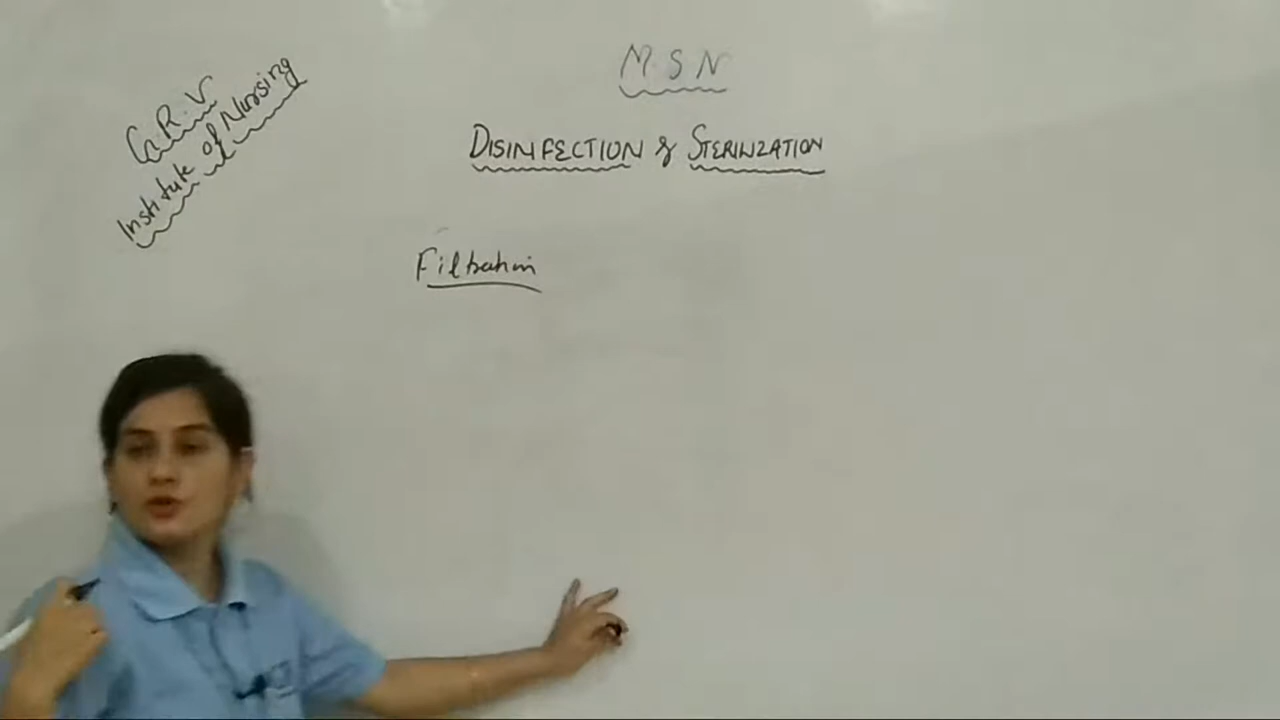 G.R.V
Institute of Nursing
M.S.N
DISINFECTION & STERILIZATION
Filtration